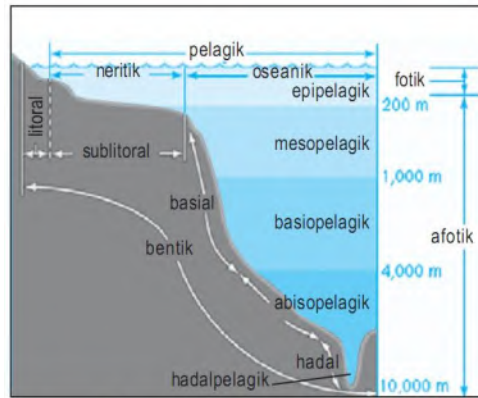 pelagik
neritik
oseanik
fotik
epipelagik
200 m
litoral
sublitoral
mesopelagik
1,000 m
basial
basiopelagik
afotik
bentik
4,000 m
abisopelagik
hadal
hadalpelagik
10,000 m